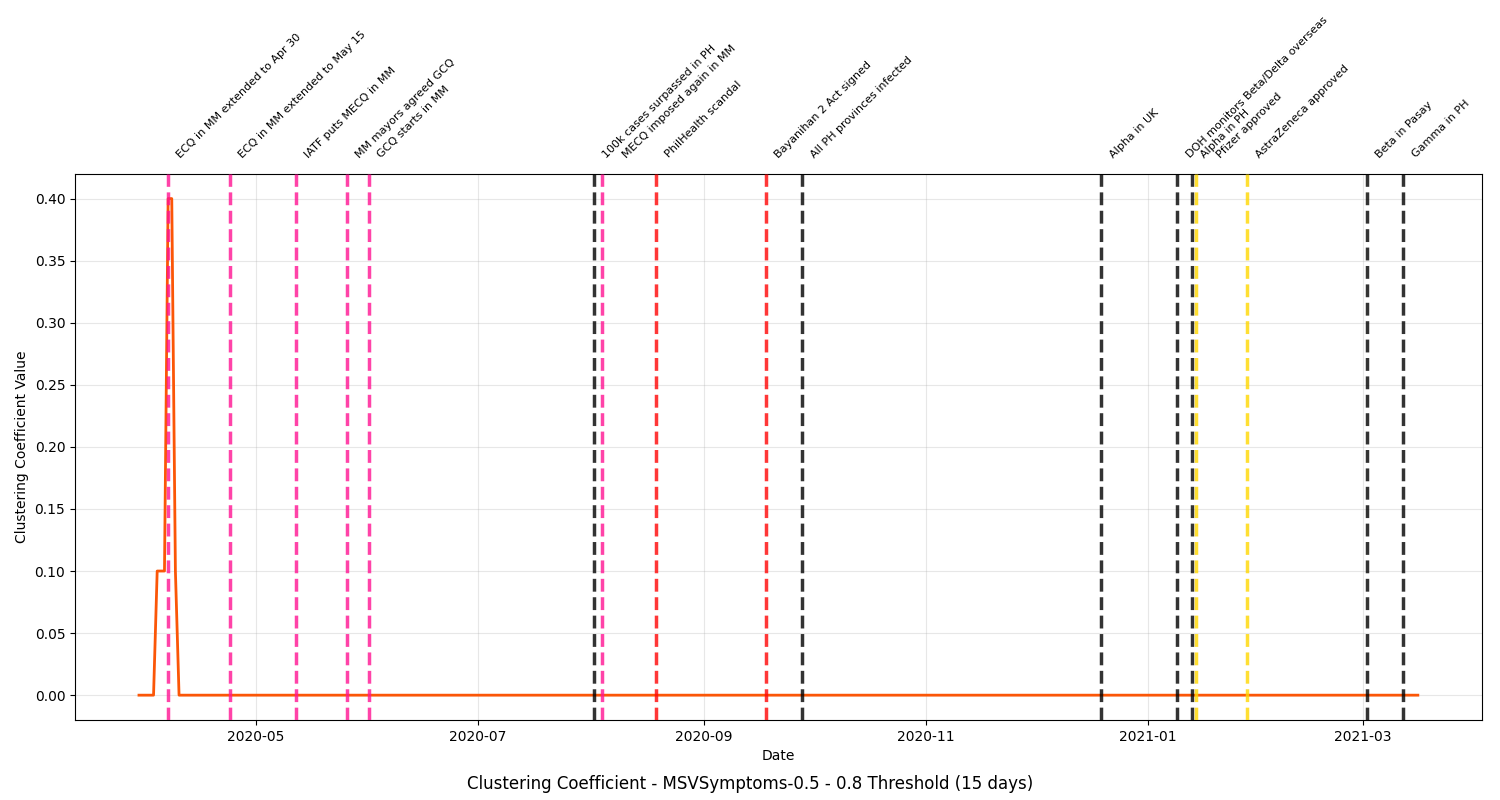 ECQ in MM extended to Apr 30
ECQ in MM extended to May 15
IATF puts MECQ in MM
MM mayors agreed GCQ
GCQ starts in MM
100k cases surpassed in PH
MECQ imposed again in MM
PhilHealth scandal
Bayanihan 2 Act signed
All PH provinces infected
Alpha in UK
DOH monitors Beta/Delta overseas
Alpha in PH
Pfizer approved
AstraZeneca approved
Beta in Pasay
Gamma in PH
Clustering Coefficient Value
0.40
0.35
0.30
0.25
0.20
0.15
0.10
0.05
0.00
2020-05
2020-07
2020-09
2020-11
2021-01
2021-03
Date
Clustering Coefficient - MSVSymptoms-0.5 - 0.8 Threshold (15 days)